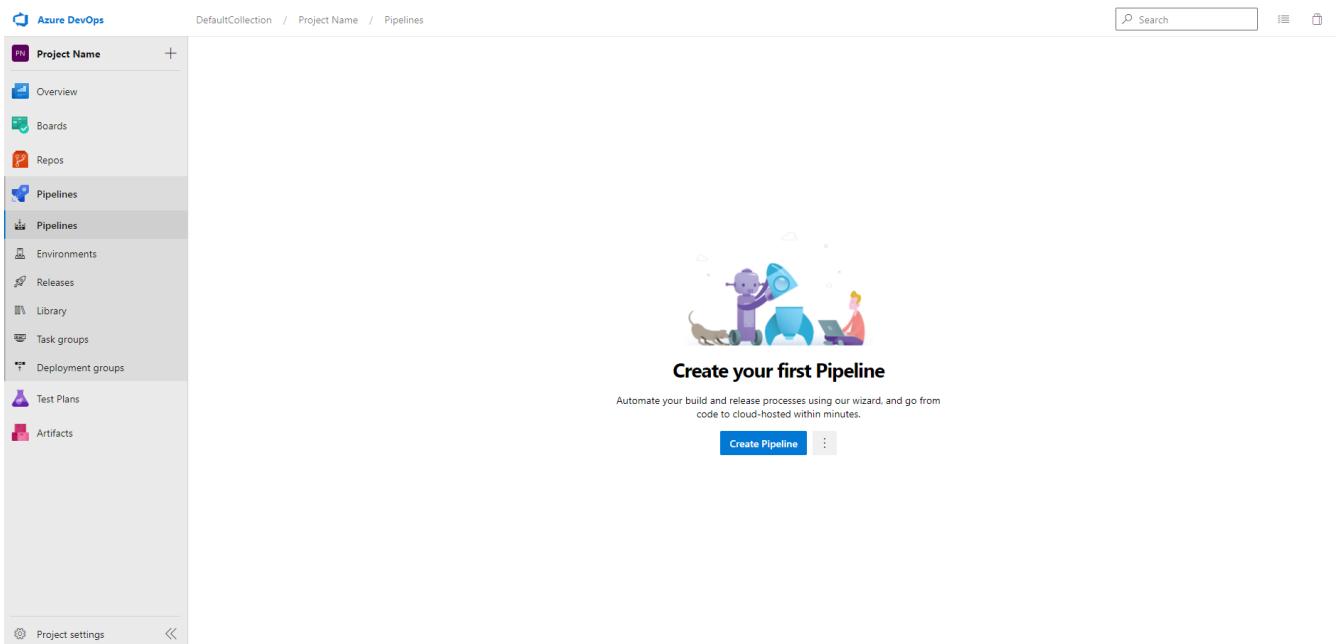 Azure DevOps
DefaultCollection / Project Name / Pipelines
Search
PN Project Name
Overview
Boards
Repos
Pipelines
Pipelines
Environments
Releases
Library
Task groups
Deployment groups
Test Plans
Artifacts
Create your first Pipeline
Automate your build and release processes using our wizard, and go from
code to cloud-hosted within minutes.
Create Pipeline
Project settings